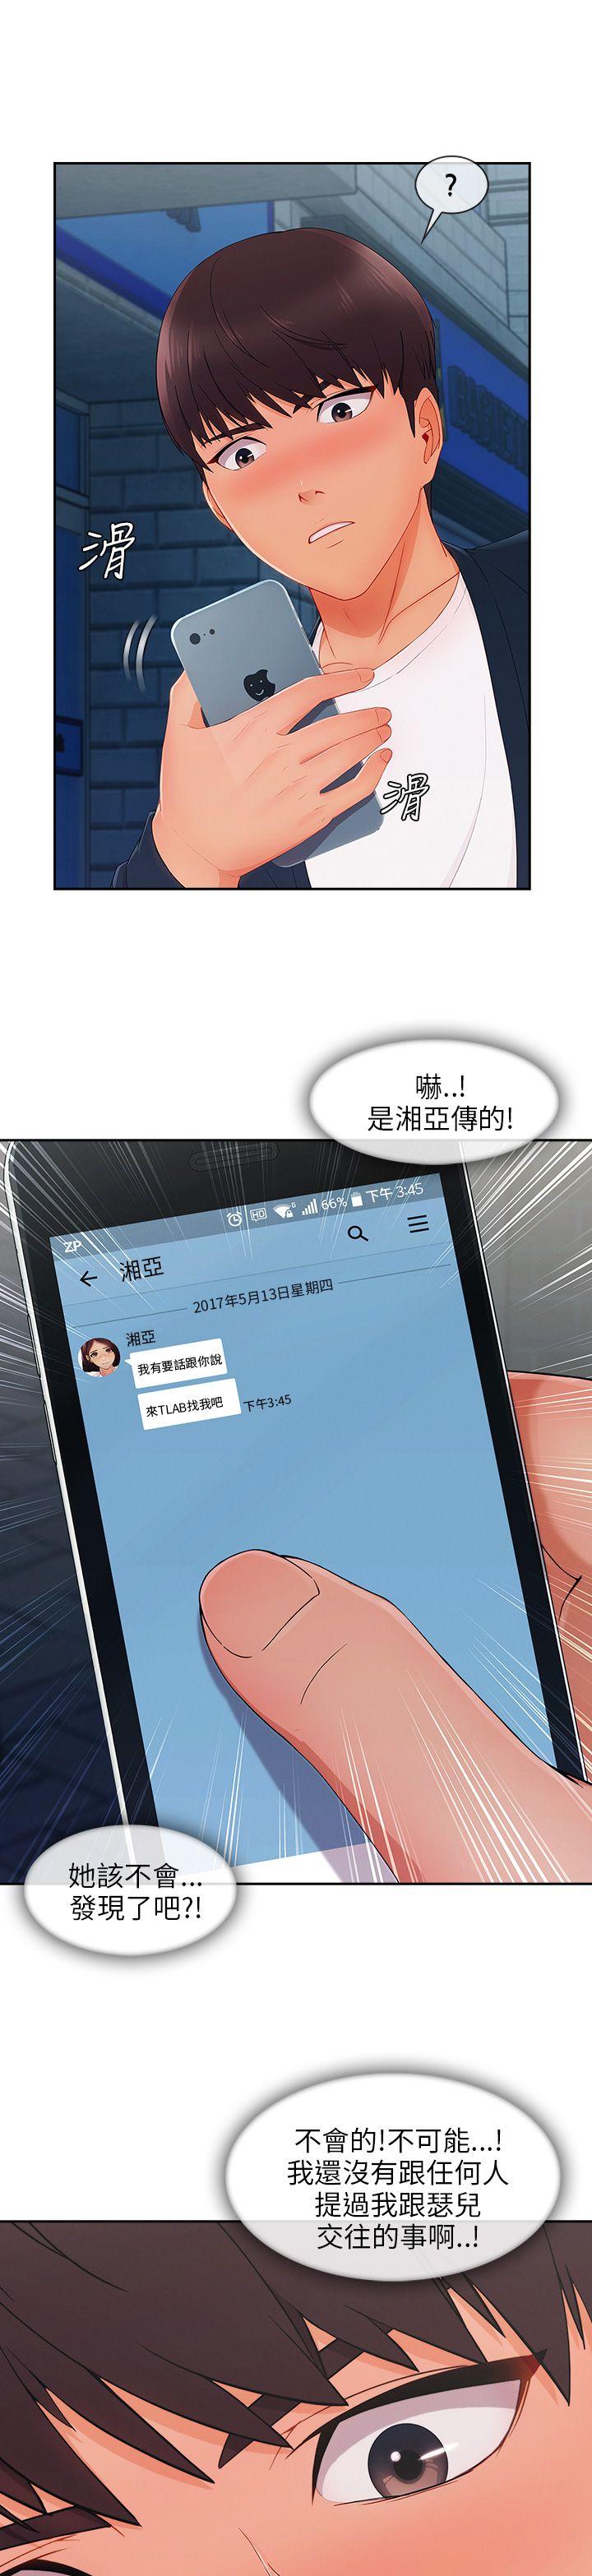 ?
滑
滑
嚇..!
是湘亞傳的!
ZP
HD
66%
下午 3:45
湘亞
2017年5月13日星期四
湘亞
我有要話跟你說
來TLAB找我吧
下午3:45
她該不會...
發現了吧?!
不會的!不可能...!
我還沒有跟任何人
提過我跟瑟兒
交往的事啊..!